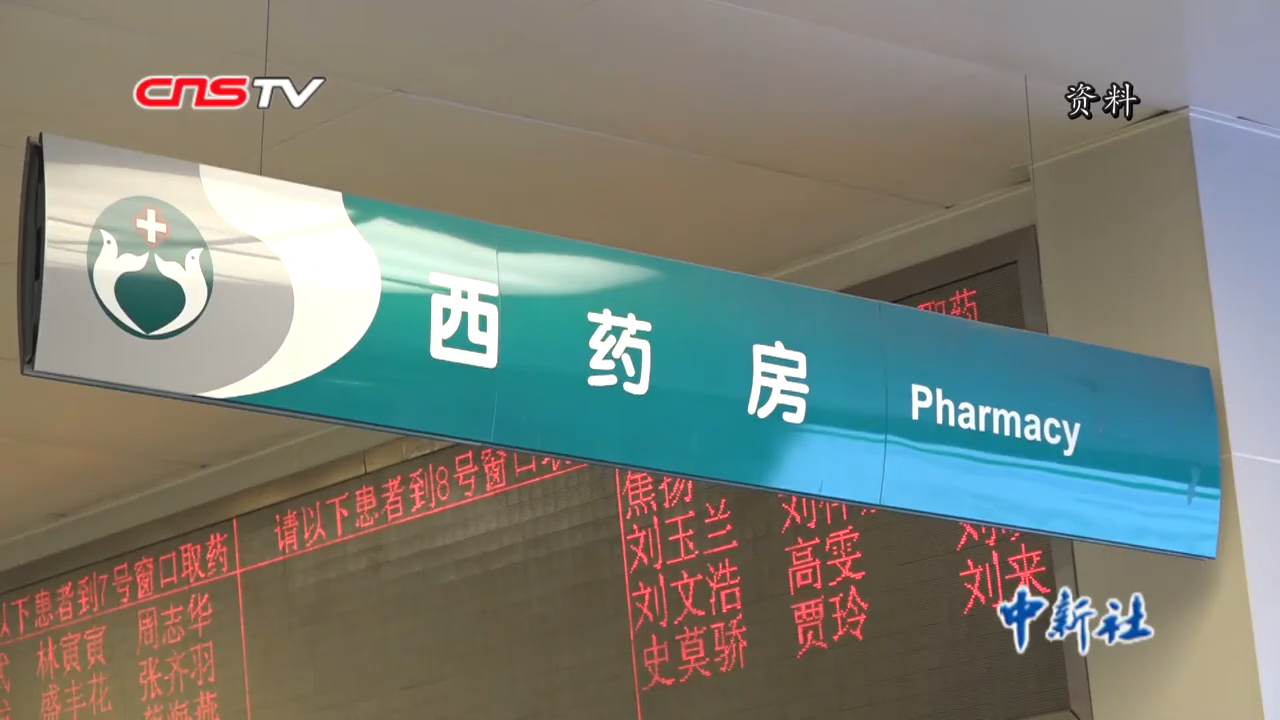 CNSTV
资料
西药房 Pharmacy
取药
请以下患者到8号窗口取
以下患者到7号窗口取药
林寅寅 周志华
盛丰花 张齐羽
焦扬
刘玉兰 高雯 刘来
刘文浩 贾玲
史莫骄
中新社